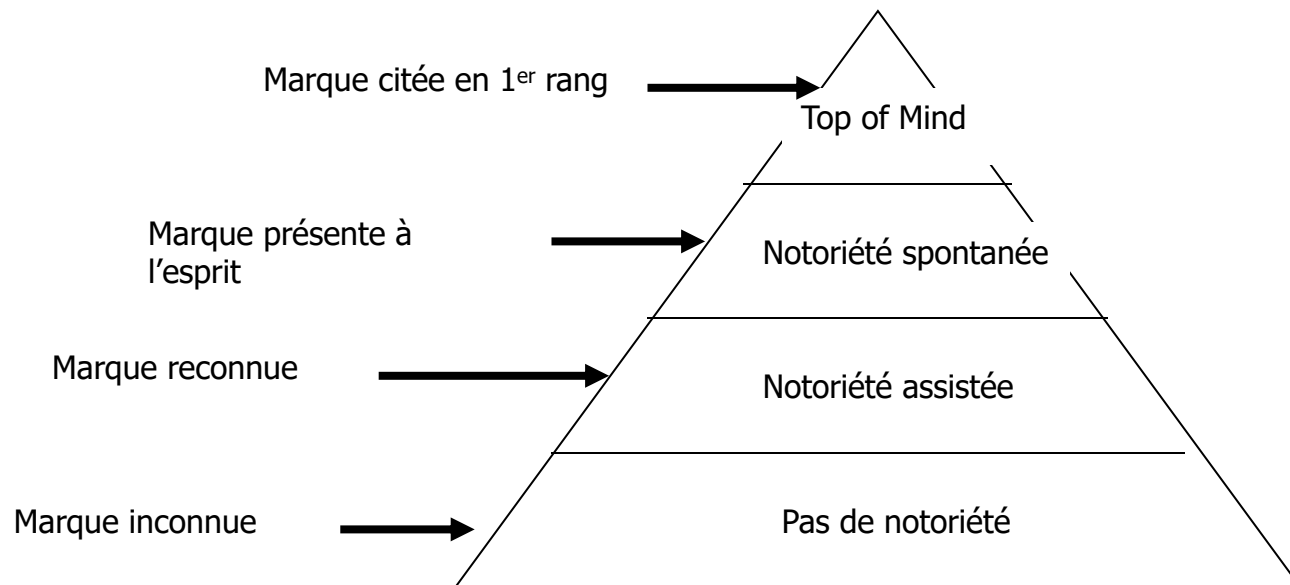 Marque citée en 1er rang
Top of Mind
Marque présente à
l’esprit
Notoriété spontanée
Marque reconnue
Notoriété assistée
Marque inconnue
Pas de notoriété